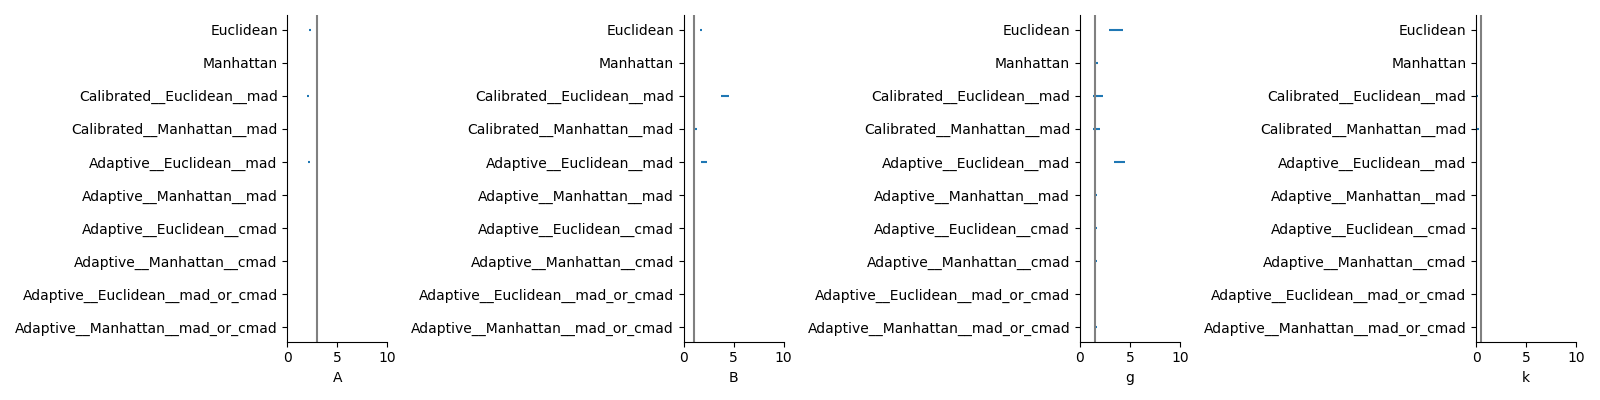 Euclidean
Manhattan
Calibrated__Euclidean__mad
Calibrated__Manhattan__mad
Adaptive__Euclidean__mad
Adaptive__Manhattan__mad
Adaptive__Euclidean__cmad
Adaptive__Manhattan__cmad
Adaptive__Euclidean__mad_or_cmad
Adaptive__Manhattan__mad_or_cmad
0 5 10
A
Euclidean
Manhattan
Calibrated__Euclidean__mad
Calibrated__Manhattan__mad
Adaptive__Euclidean__mad
Adaptive__Manhattan__mad
Adaptive__Euclidean__cmad
Adaptive__Manhattan__cmad
Adaptive__Euclidean__mad_or_cmad
Adaptive__Manhattan__mad_or_cmad
0 5 10
B
Euclidean
Manhattan
Calibrated__Euclidean__mad
Calibrated__Manhattan__mad
Adaptive__Euclidean__mad
Adaptive__Manhattan__mad
Adaptive__Euclidean__cmad
Adaptive__Manhattan__cmad
Adaptive__Euclidean__mad_or_cmad
Adaptive__Manhattan__mad_or_cmad
0 5 10
g
Euclidean
Manhattan
Calibrated__Euclidean__mad
Calibrated__Manhattan__mad
Adaptive__Euclidean__mad
Adaptive__Manhattan__mad
Adaptive__Euclidean__cmad
Adaptive__Manhattan__cmad
Adaptive__Euclidean__mad_or_cmad
Adaptive__Manhattan__mad_or_cmad
0 5 10
k